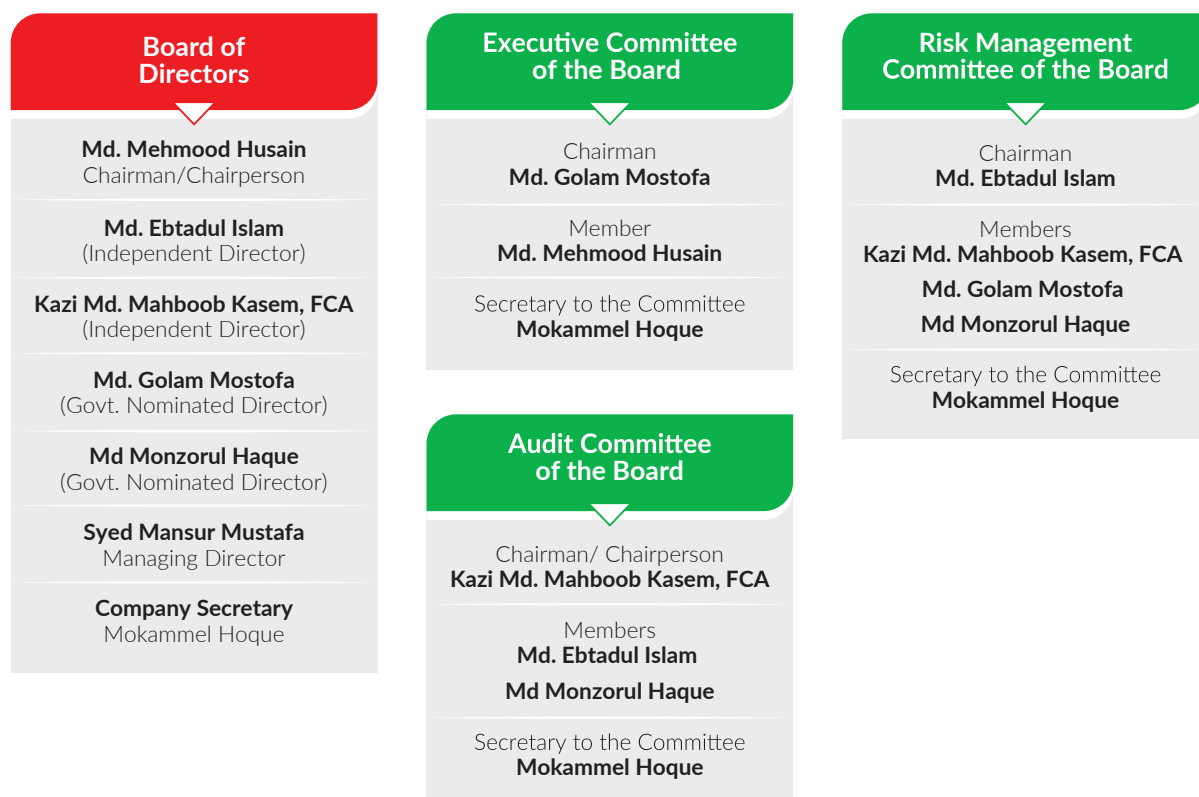 Board of
Directors
Md. Mehmood Husain
Chairman/Chairperson
Md. Ebtadul Islam
(Independent Director)
Kazi Md. Mahboob Kasem, FCA
(Independent Director)
Md. Golam Mostofa
(Govt. Nominated Director)
Md Monzorul Haque
(Govt. Nominated Director)
Syed Mansur Mustafa
Managing Director
Company Secretary
Mokammel Hoque
Executive Committee
of the Board
Chairman
Md. Golam Mostofa
Member
Md. Mehmood Husain
Secretary to the Committee
Mokammel Hoque
Audit Committee
of the Board
Chairman/ Chairperson
Kazi Md. Mahboob Kasem, FCA
Members
Md. Ebtadul Islam
Md Monzorul Haque
Secretary to the Committee
Mokammel Hoque
Risk Management
Committee of the Board
Chairman
Md. Ebtadul Islam
Members
Kazi Md. Mahboob Kasem, FCA
Md. Golam Mostofa
Md Monzorul Haque
Secretary to the Committee
Mokammel Hoque